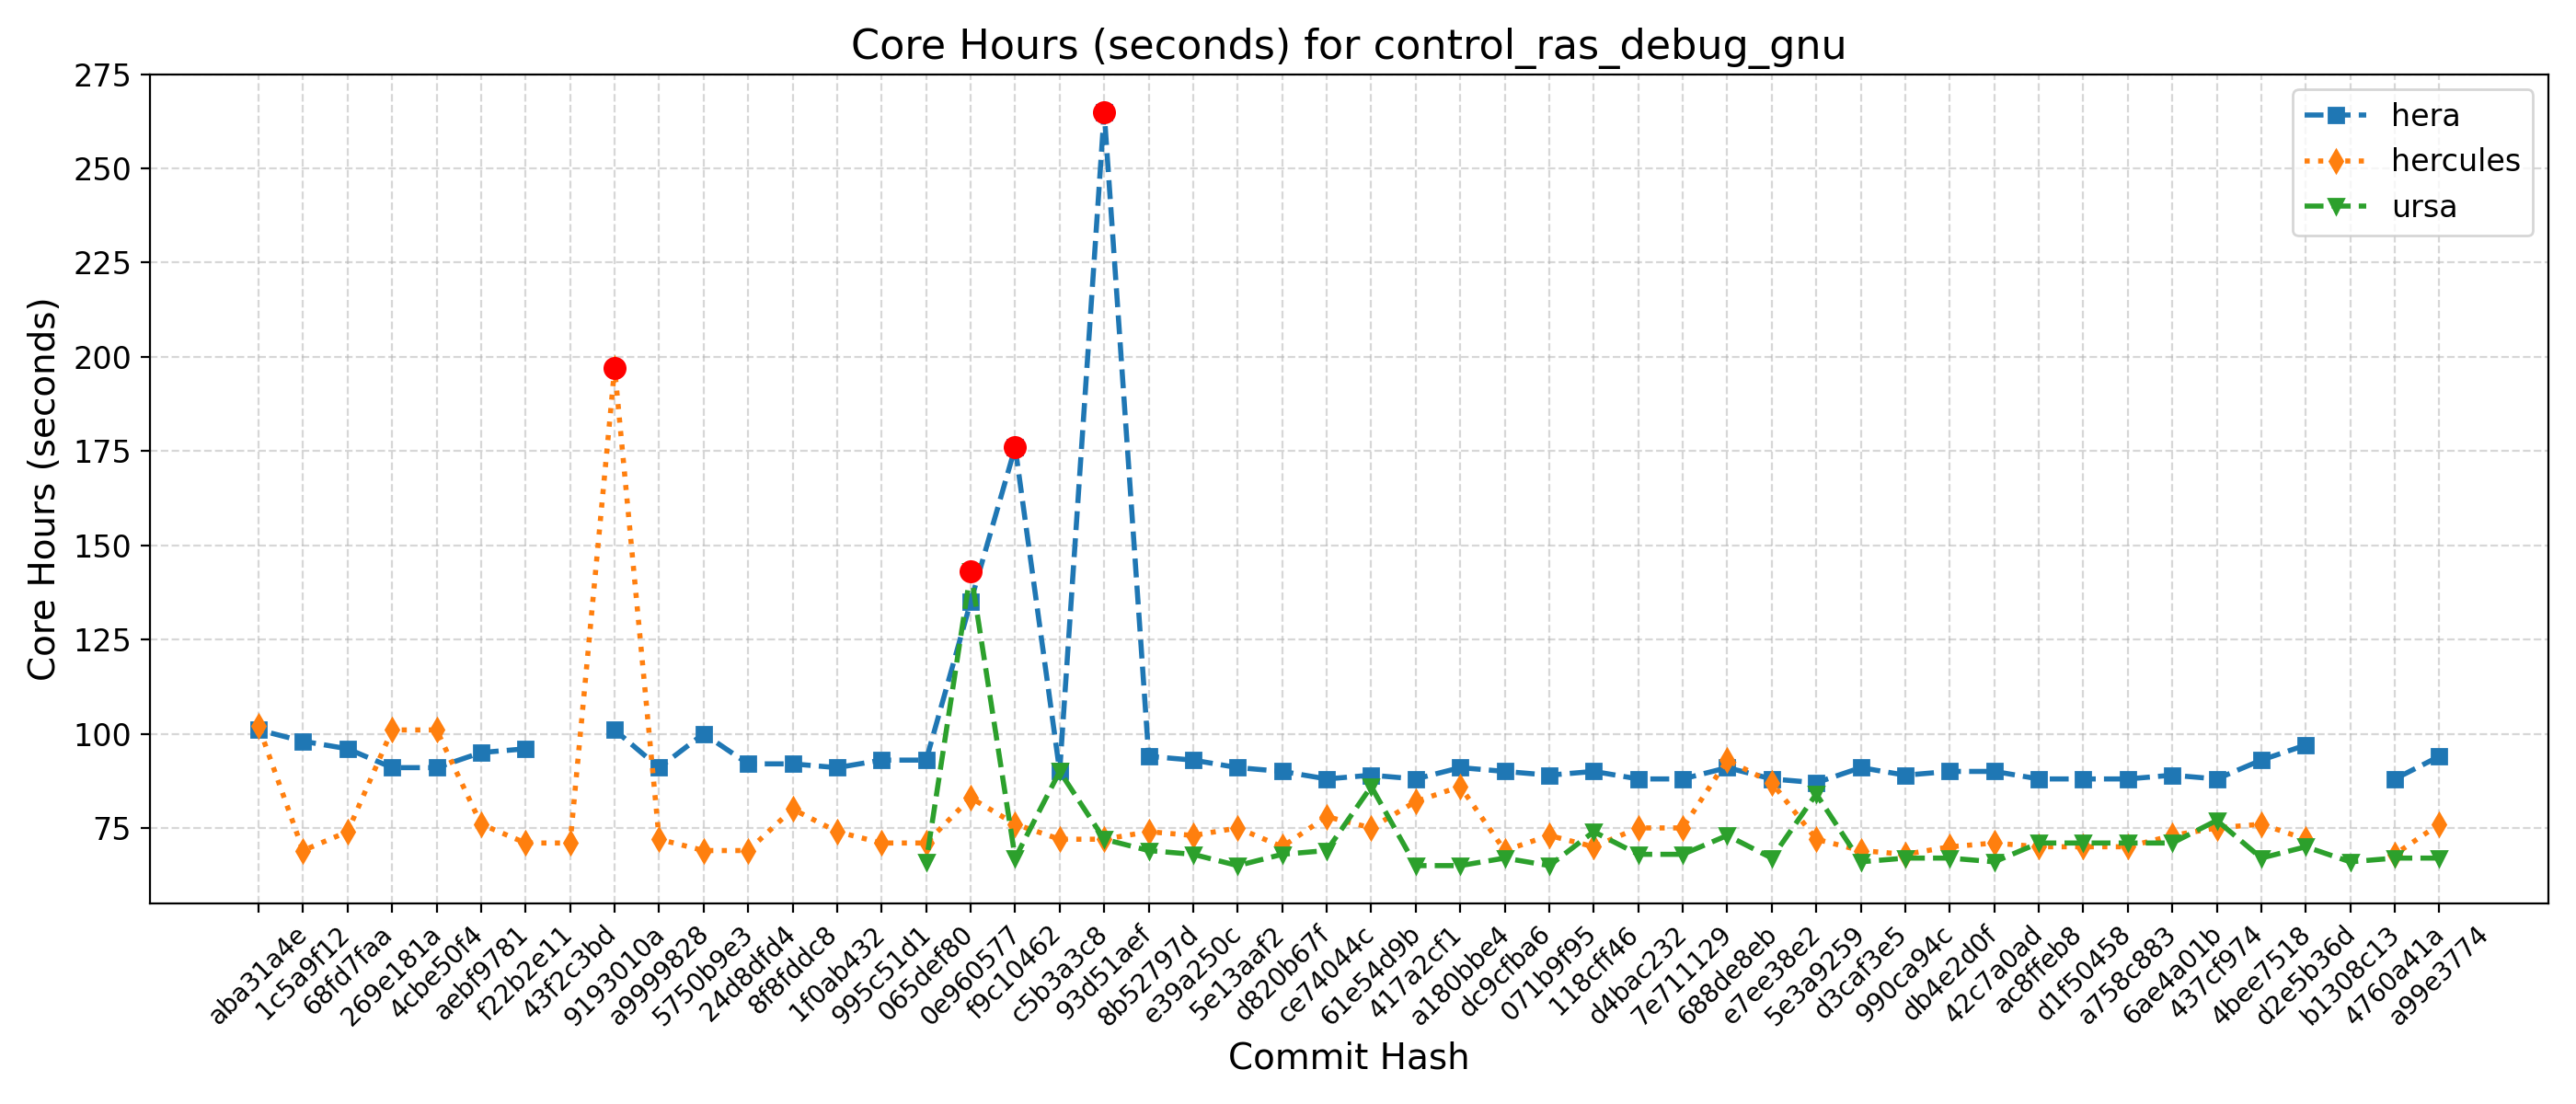 Core Hours (seconds) for control_ras_debug_gnu
Core Hours (seconds)
275
250
225
200
175
150
125
100
75
hera
hercules
ursa
aba31a4e
1c5a9f12
68fd7faa
269e181a
4cbe50f4
aebf9781
f22b2e11
43f2c3bd
9193010a
a9999828
5750b9e3
24d8dfd4
8f8fddc8
1f0ab432
995c51d1
065def80
0e960577
f9c10462
c5b3a3c8
93d51aef
8b52797d
e39a250c
5e13aaf2
d820b67f
ce74044c
61e54d9b
417a2cf1
a180bbe4
dc9cfba6
071b9f95
118cff46
d4bac232
7e711129
688de8eb
e7ee38e2
5e3a9259
d3caf3e5
990ca94c
db4e2d0f
42c7a0ad
ac8ffeb8
d1f50458
a758c883
6ae4a01b
437cf974
4bee7518
d2e5b36d
b1308c13
4760a41a
a99e3774
Commit Hash